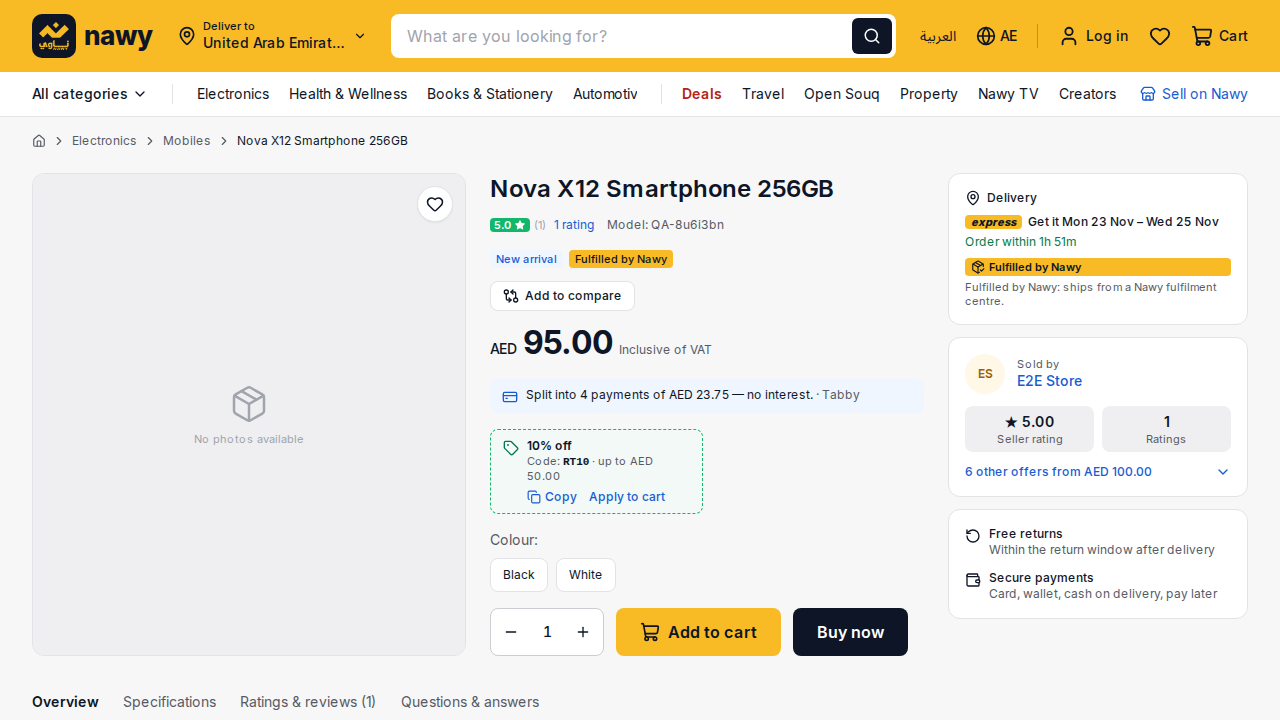 ناوي
NAWY
nawy
Deliver to
United Arab Emirat...
What are you looking for?
العربية
AE
Log in
Cart
All categories
Electronics
Health & Wellness
Books & Stationery
Automotiv
Deals
Travel
Open Souq
Property
Nawy TV
Creators
Sell on Nawy
Electronics
Mobiles
Nova X12 Smartphone 256GB
No photos available
Nova X12 Smartphone 256GB
5.0 ★ (1) 1 rating Model: QA-8u6l3bn
New arrival
Fulfilled by Nawy
Add to compare
AED 95.00 Inclusive of VAT
Split into 4 payments of AED 23.75 — no interest. · Tabby
10% off
Code: RT10 · up to AED
50.00
Copy
Apply to cart
Colour:
Black
White
1
Add to cart
Buy now
Delivery
express Get it Mon 23 Nov – Wed 25 Nov
Order within 1h 51m
Fulfilled by Nawy
Fulfilled by Nawy: ships from a Nawy fulfilment
centre.
ES
Sold by
E2E Store
★ 5.00
Seller rating
1
Ratings
6 other offers from AED 100.00
Free returns
Within the return window after delivery
Secure payments
Card, wallet, cash on delivery, pay later
Overview
Specifications
Ratings & reviews (1)
Questions & answers